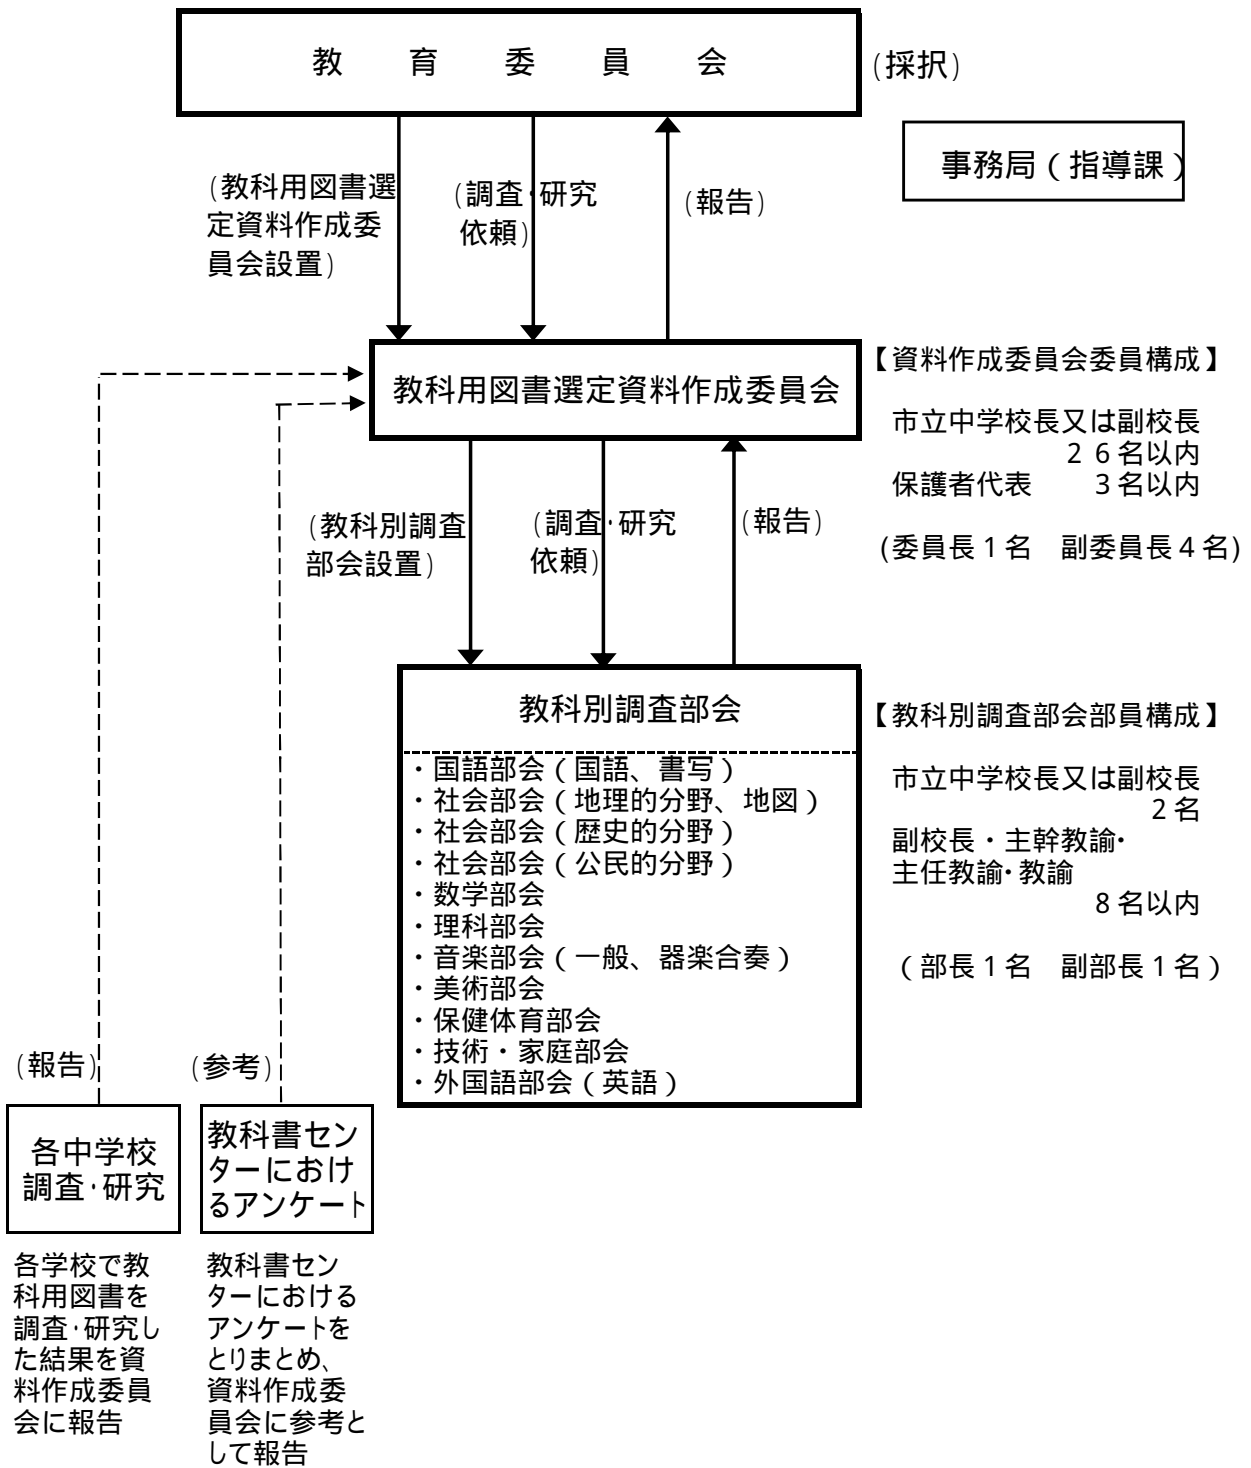 教育委員会
(採択)
事務局(指導課)
(教科用図書選
定資料作成委
員会設置)
(調査・研究
依頼)
(報告)
教科用図書選定資料作成委員会
【資料作成委員会委員構成】
市立中学校長又は副校長
26名以内
保護者代表 3名以内
(委員長1名 副委員長4名)
(教科別調査
部会設置)
(調査・研究
依頼)
(報告)
教科別調査部会
・国語部会(国語、書写)
・社会部会(地理的分野、地図)
・社会部会(歴史的分野)
・社会部会(公民的分野)
・数学部会
・理科部会
・音楽部会(一般、器楽合奏)
・美術部会
・保健体育部会
・技術・家庭部会
・外国語部会(英語)
【教科別調査部会部員構成】
市立中学校長又は副校長
2名
副校長・主幹教諭・
主任教諭・教諭
8名以内
(部長1名 副部長1名)
(報告)
(参考)
各中学校
調査・研究
教科書セン
ターにおけ
るアンケート
各学校で教
科用図書を
調査・研究し
た結果を資
料作成委員
会に報告
教科書セン
ターにおける
アンケートを
とりまとめ、
資料作成委
員会に参考と
して報告